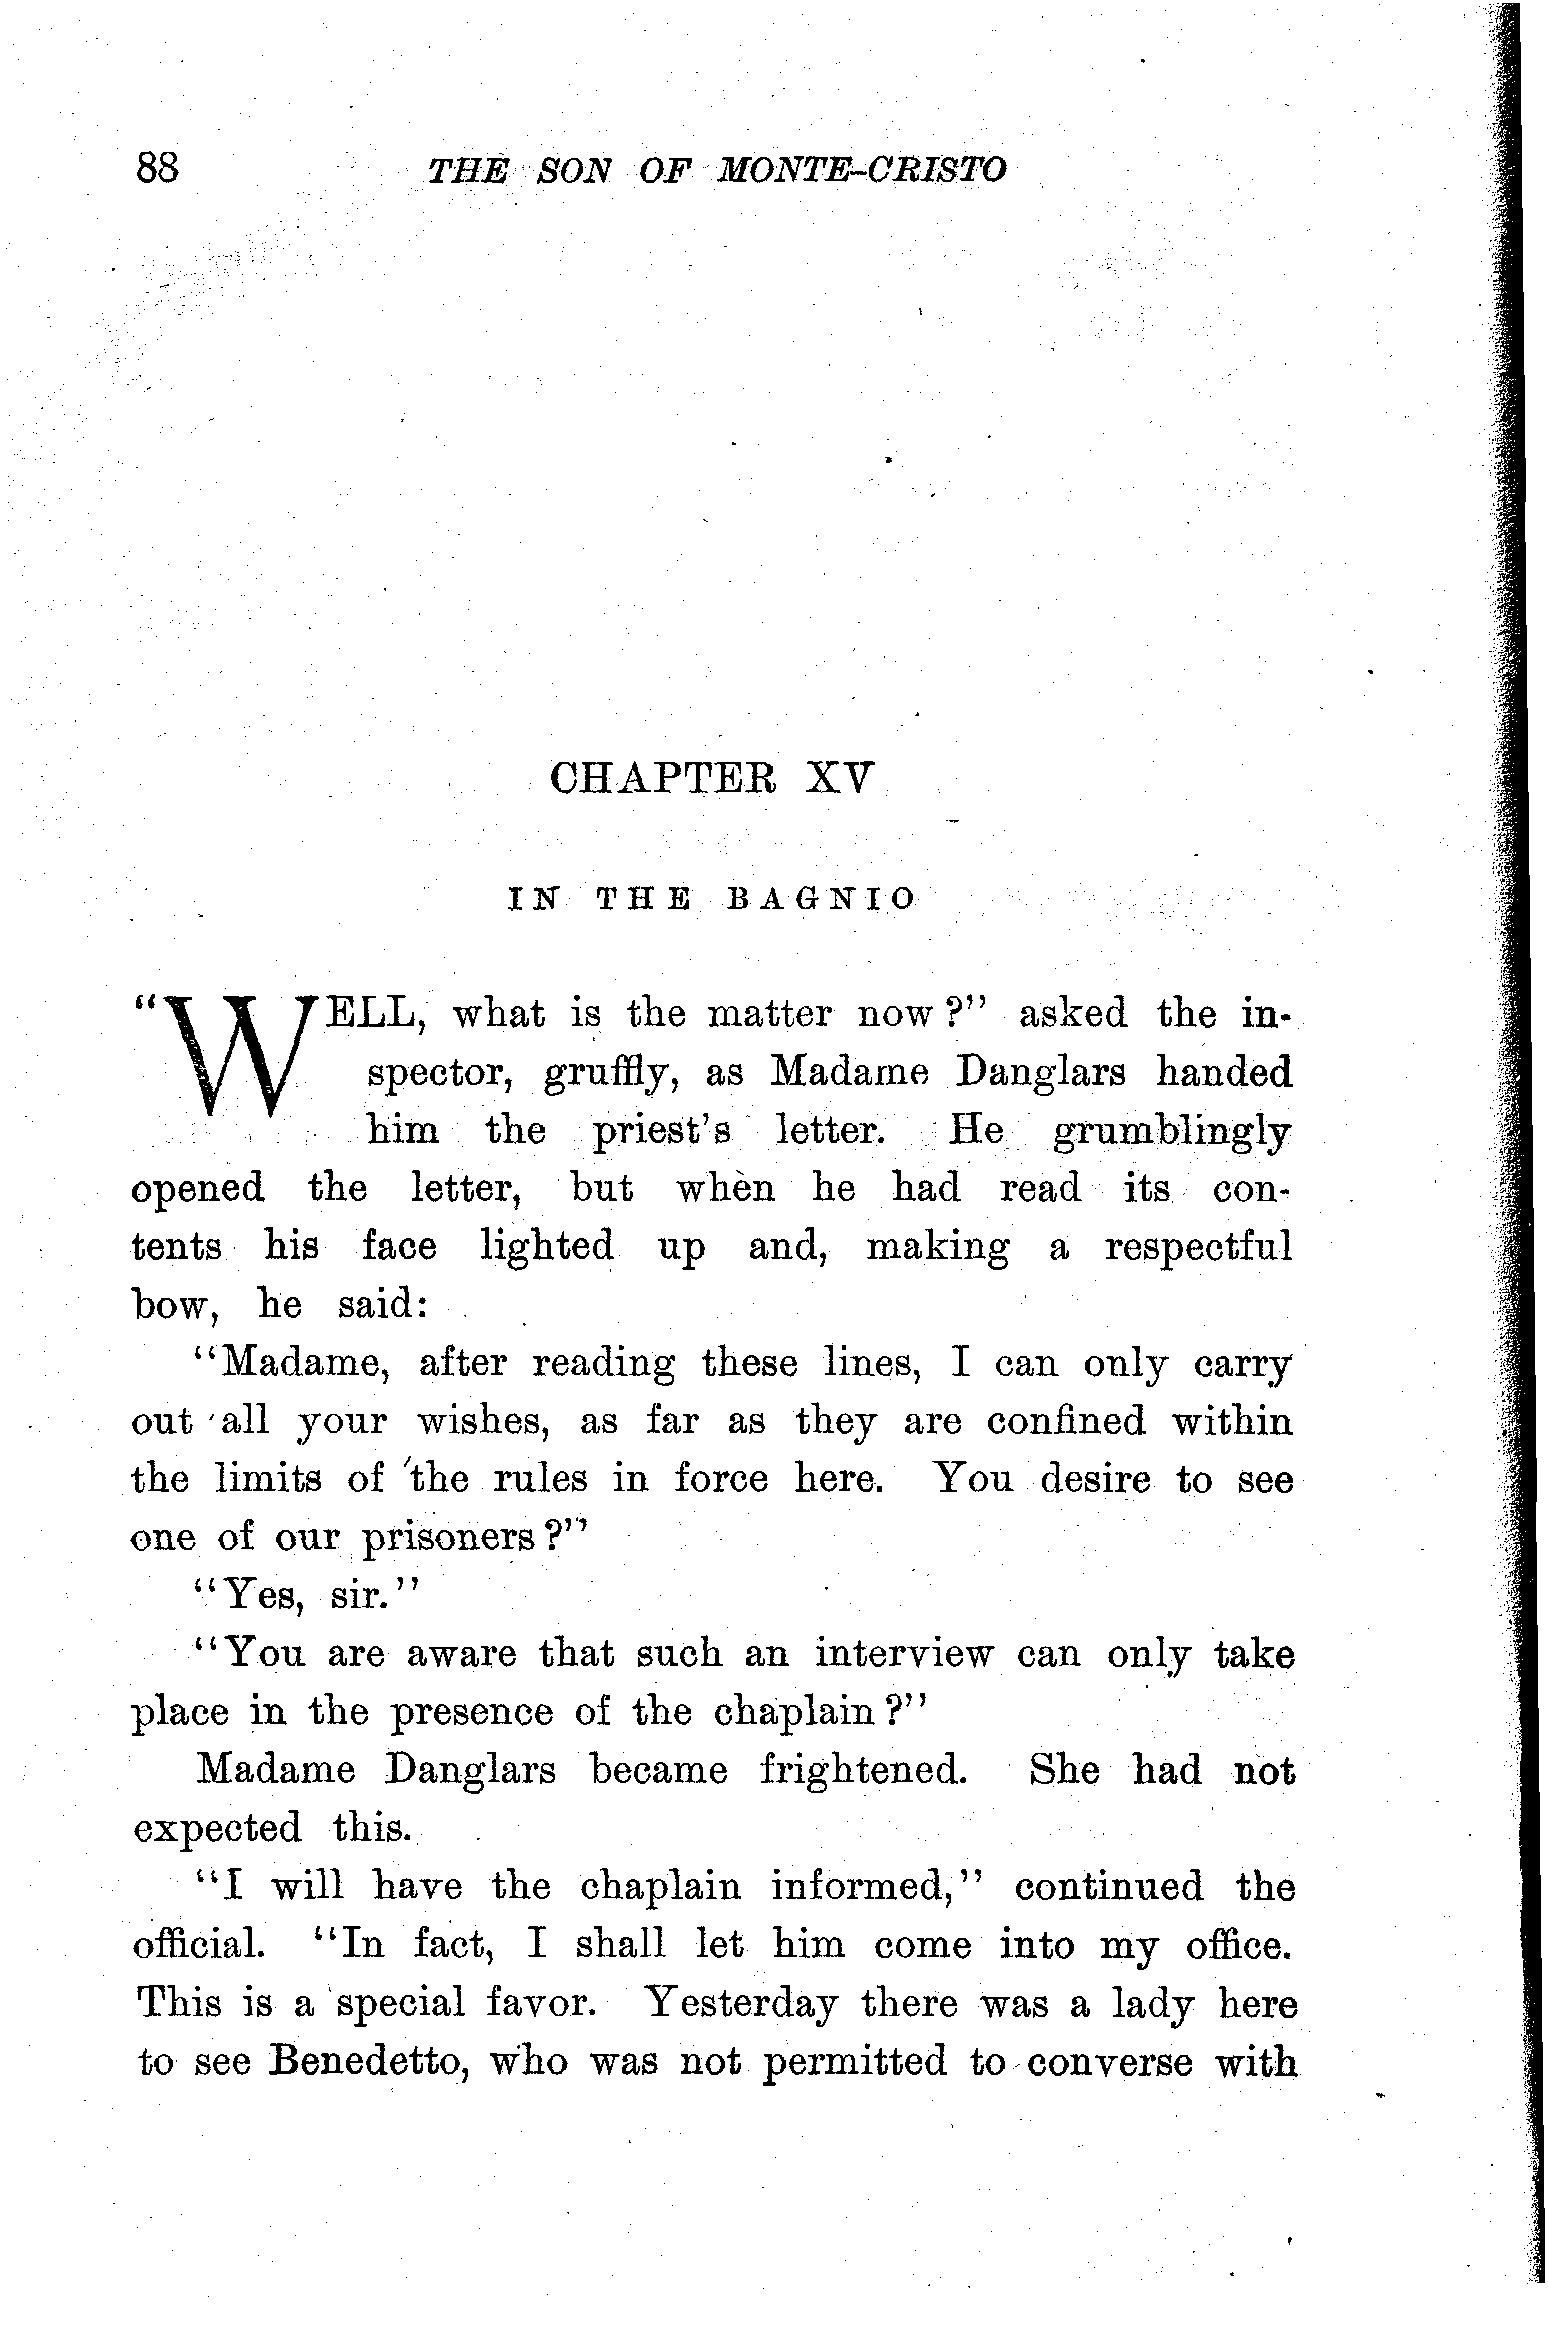 88 THE SON OF MONTE-CRISTO
CHAPTER XV
IN THE BAGNIO
"WELL, what is the matter now?" asked the in-
spector, gruffly, as Madame Danglars handed
him the priest's letter. He grumblingly
opened the letter, but when he had read its con-
tents his face lighted up and, making a respectful
bow, he said:
"Madame, after reading these lines, I can only carry
out all your wishes, as far as they are confined within
the limits of the rules in force here. You desire to see
one of our prisoners?"
"Yes, sir."
"You are aware that such an interview can only take
place in the presence of the chaplain?"
Madame Danglars became frightened. She had not
expected this.
"I will have the chaplain informed," continued the
official. "In fact, I shall let him come into my office.
This is a special favor. Yesterday there was a lady here
to see Benedetto, who was not permitted to converse with